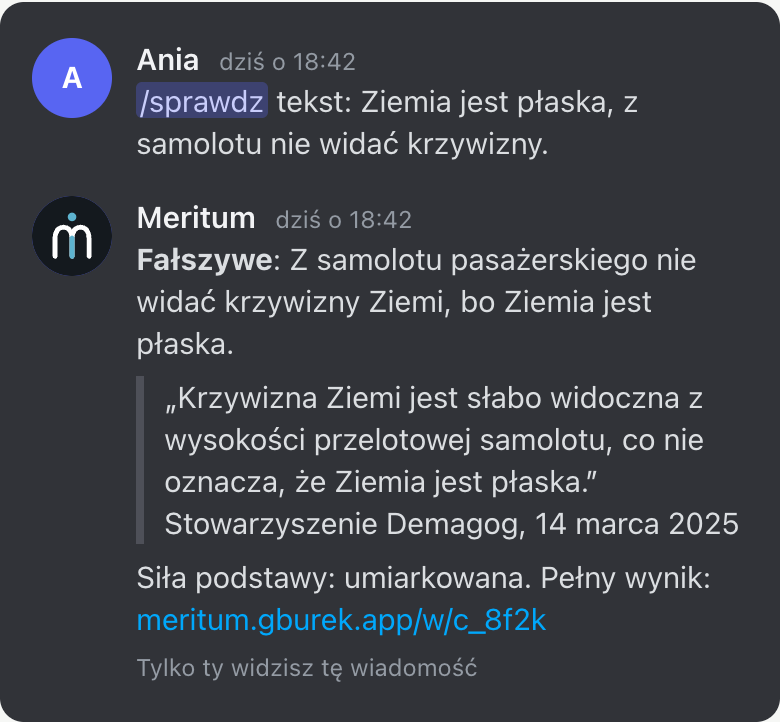 A
Ania dziś o 18:42
/sprawdz tekst: Ziemia jest płaska, z
samolotu nie widać krzywizny.
Meritum dziś o 18:42
Fałszywe: Z samolotu pasażerskiego nie
widać krzywizny Ziemi, bo Ziemia jest
płaska.
„Krzywizna Ziemi jest słabo widoczna z
wysokości przelotowej samolotu, co nie
oznacza, że Ziemia jest płaska.”
Stowarzyszenie Demagog, 14 marca 2025
Siła podstawy: umiarkowana. Pełny wynik:
meritum.gburek.app/w/c_8f2k
Tylko ty widzisz tę wiadomość